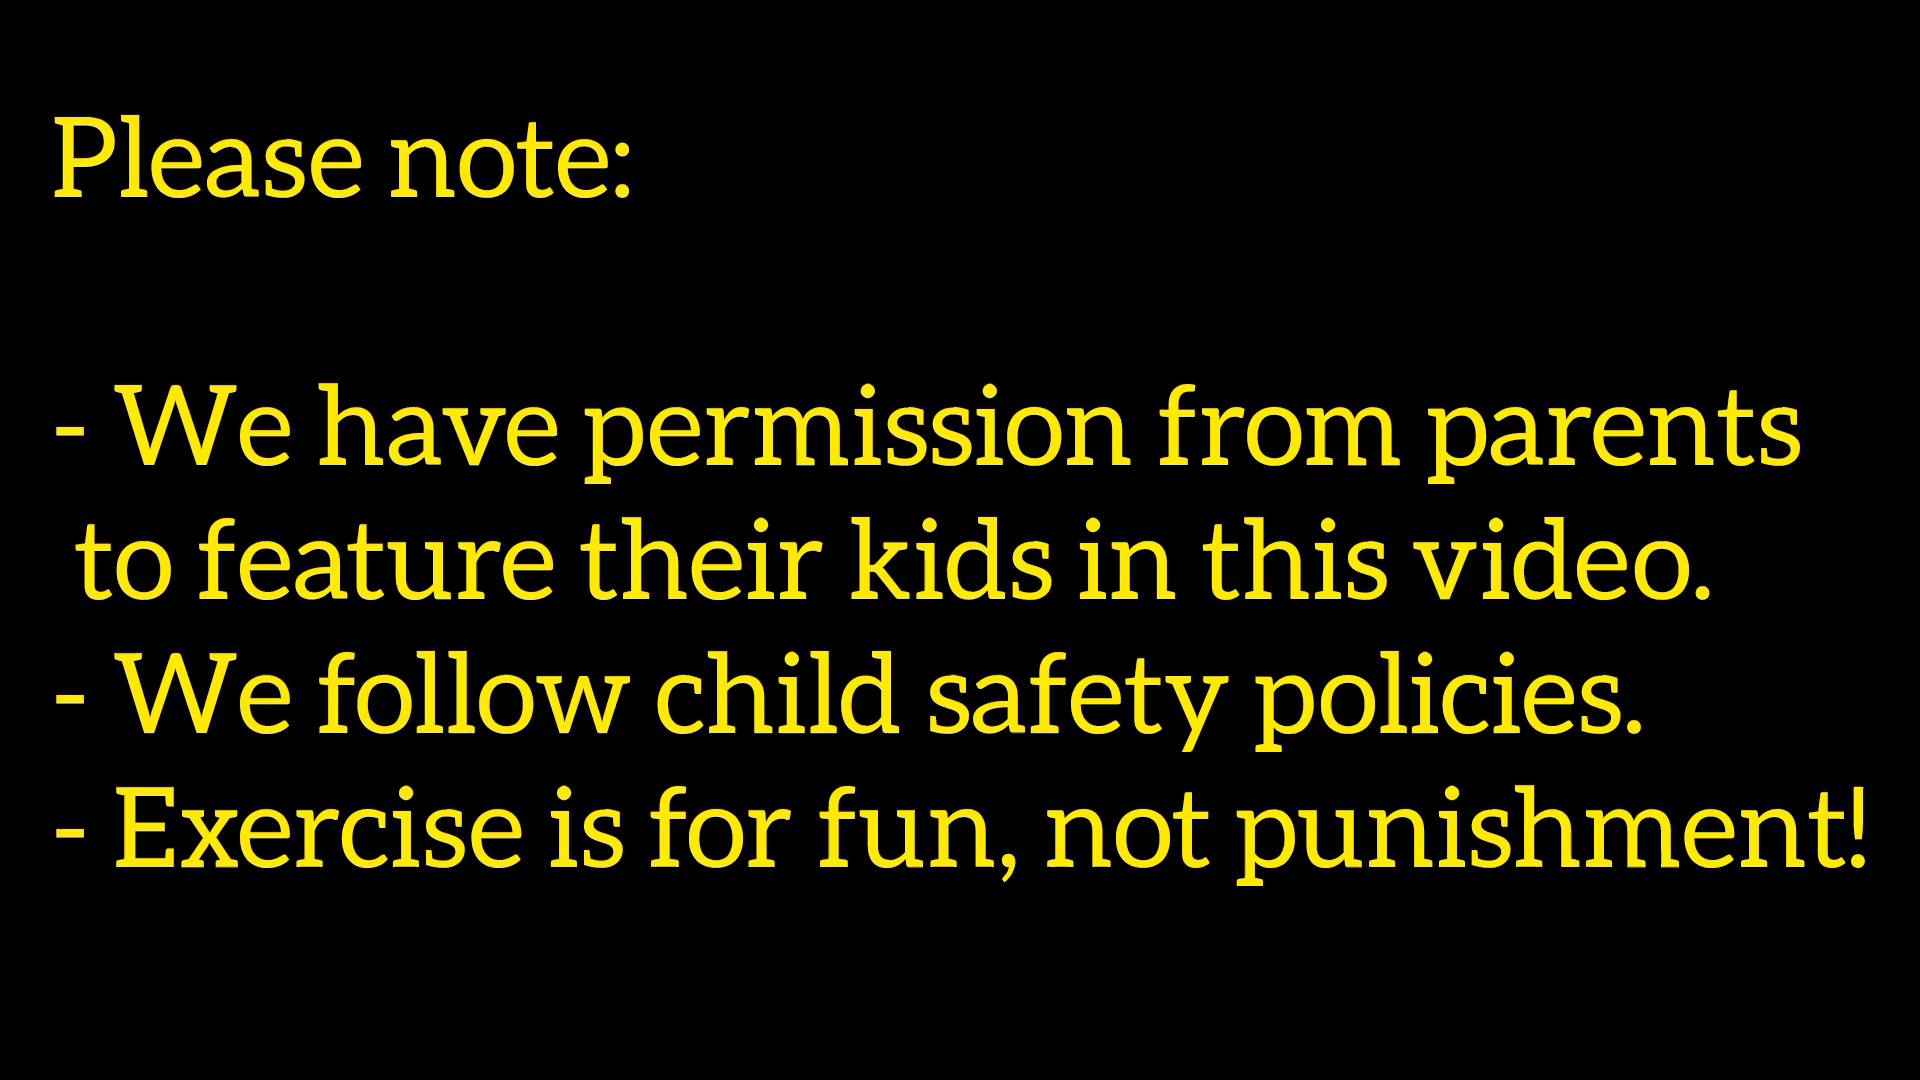 Please note:
- We have permission from parents
to feature their kids in this video.
- We follow child safety policies.
- Exercise is for fun, not punishment!